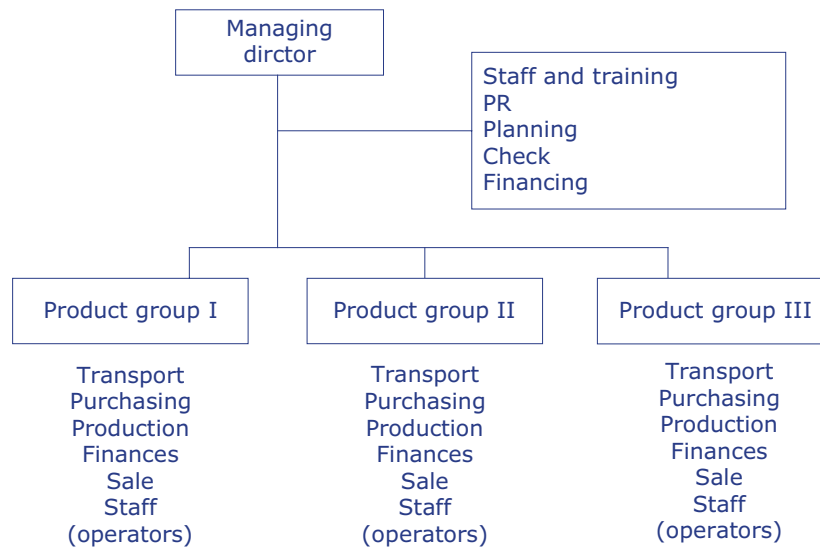 Managing
dirctor
Staff and training
PR
Planning
Check
Financing
Product group I
Product group II
Product group III
Transport
Purchasing
Production
Finances
Sale
Staff
(operators)
Transport
Purchasing
Production
Finances
Sale
Staff
(operators)
Transport
Purchasing
Production
Finances
Sale
Staff
(operators)